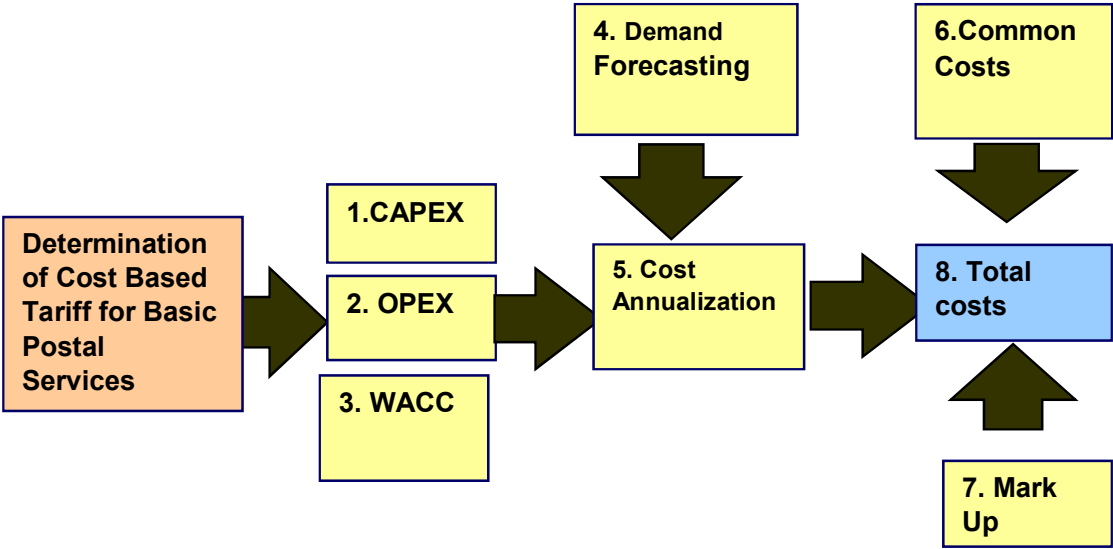 Determination
of Cost Based
Tariff for Basic
Postal
Services
1.CAPEX
2. OPEX
3. WACC
4. Demand
Forecasting
5. Cost
Annualization
6.Common
Costs
7. Mark
Up
8. Total
costs